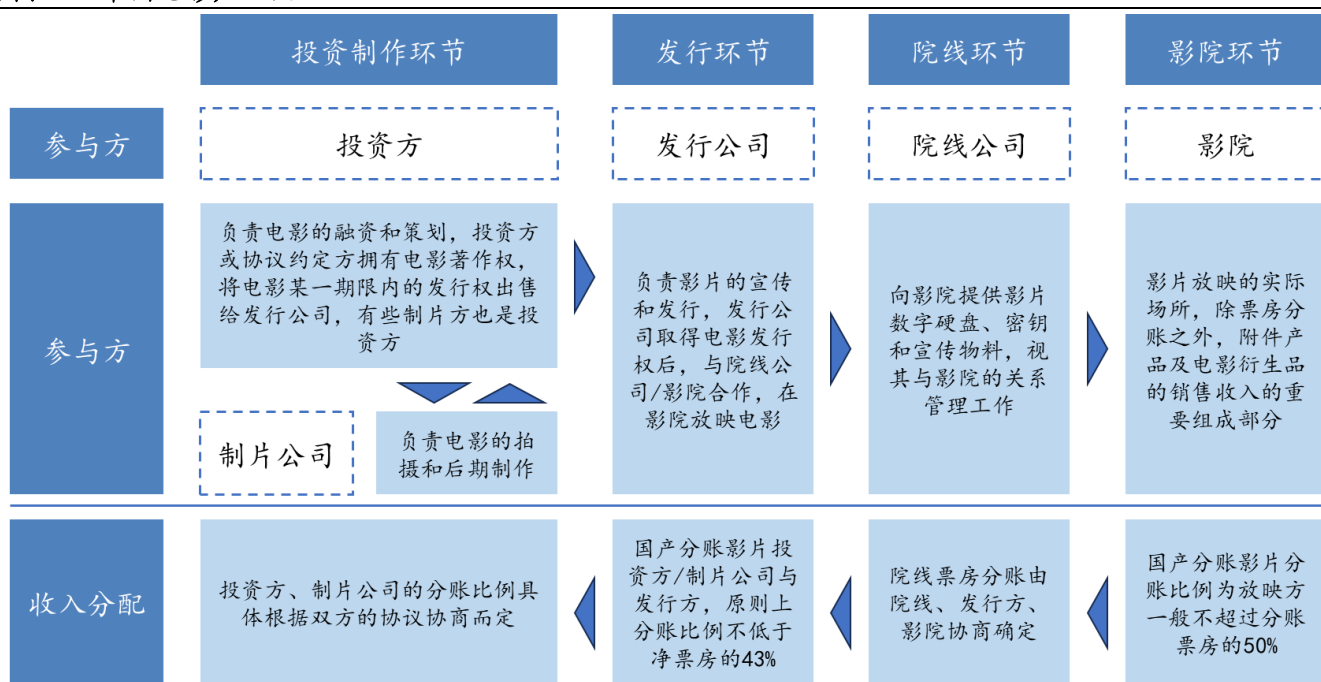 投资制作环节
发行环节
院线环节
影院环节
参与方
投资方
发行公司
院线公司
影院
参与方
负责电影的融资和策划，投资方
或协议约定方拥有电影著作权，
将电影某一期限内的发行权出售
给发行公司，有些制片方也是投
资方
制片公司
负责电影的拍
摄和后期制作
负责影片的宣传
和发行，发行公
司取得电影发行
权后，与院线公
司/影院合作，在
影院放映电影
向影院提供影片
数字硬盘、密钥
和宣传物料，视
其与影院的关系
管理工作
影片放映的实际
场所，除票房分
账之外，附件产
品及电影衍生品
的销售收入的重
要组成部分
收入分配
投资方、制片公司的分账比例具
体根据双方的协议协商而定
国产分账影片投
资方/制片公司与
发行方，原则上
分账比例不低于
净票房的43%
院线票房分账由
院线、发行方、
影院协商确定
国产分账影片分
账比例为放映方
一般不超过分账
票房的50%